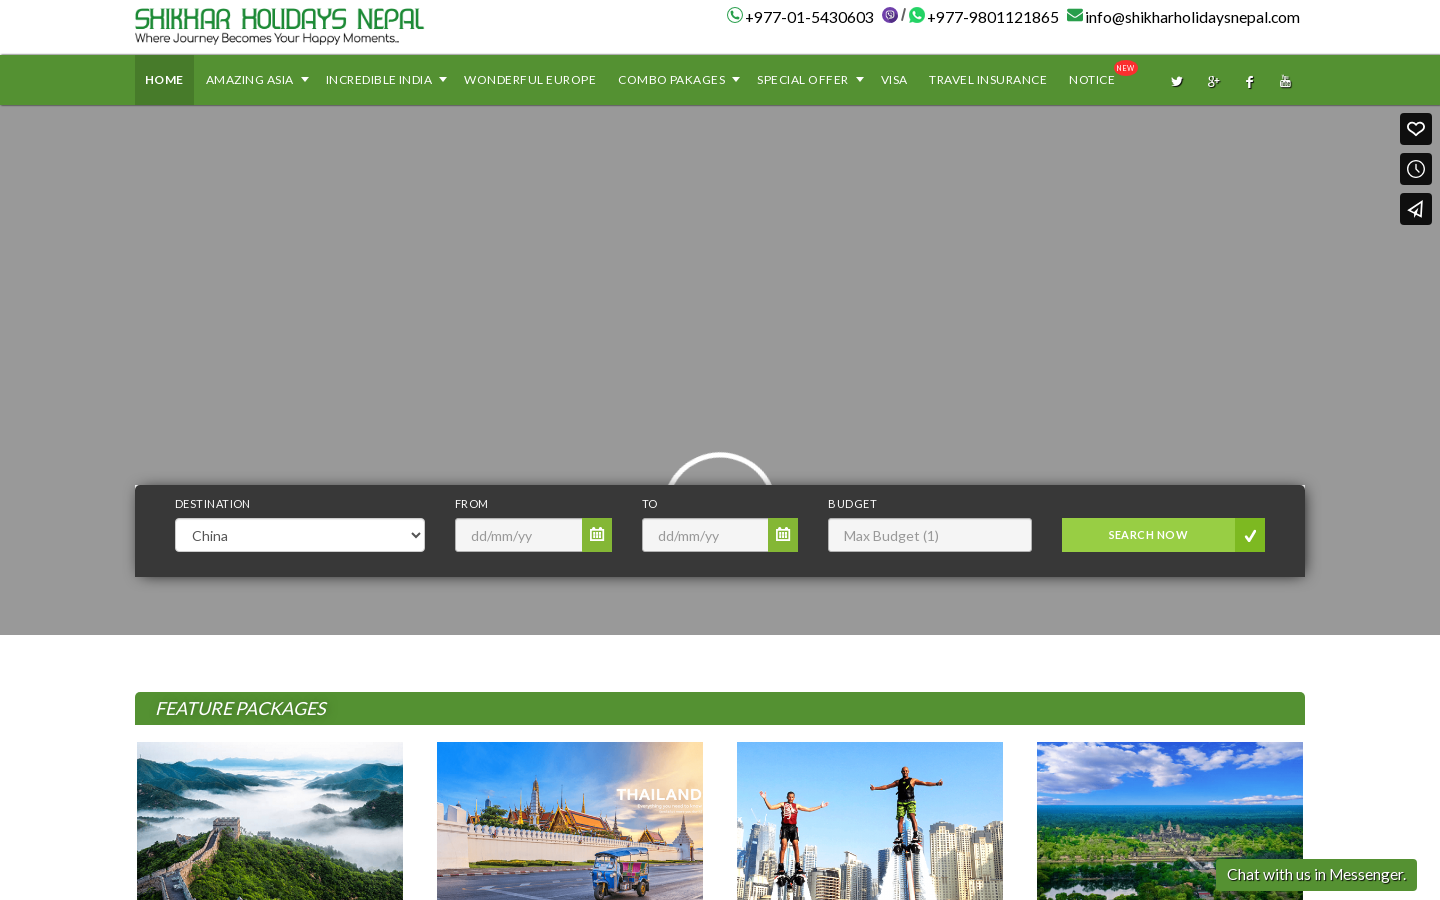 SHIKHAR HOLIDAYS NEPAL
Where Journey Becomes Your Happy Moments..
+977-01-5430603 / +977-9801121865 info@shikharholidaysnepal.com
HOME AMAZING ASIA INCREDIBLE INDIA WONDERFUL EUROPE COMBO PAKAGES SPECIAL OFFER VISA TRAVEL INSURANCE NOTICE NEW
DESTINATION FROM TO BUDGET
China dd/mm/yy dd/mm/yy Max Budget (1) SEARCH NOW
FEATURE PACKAGES
THAILAND
Chat with us in Messenger.